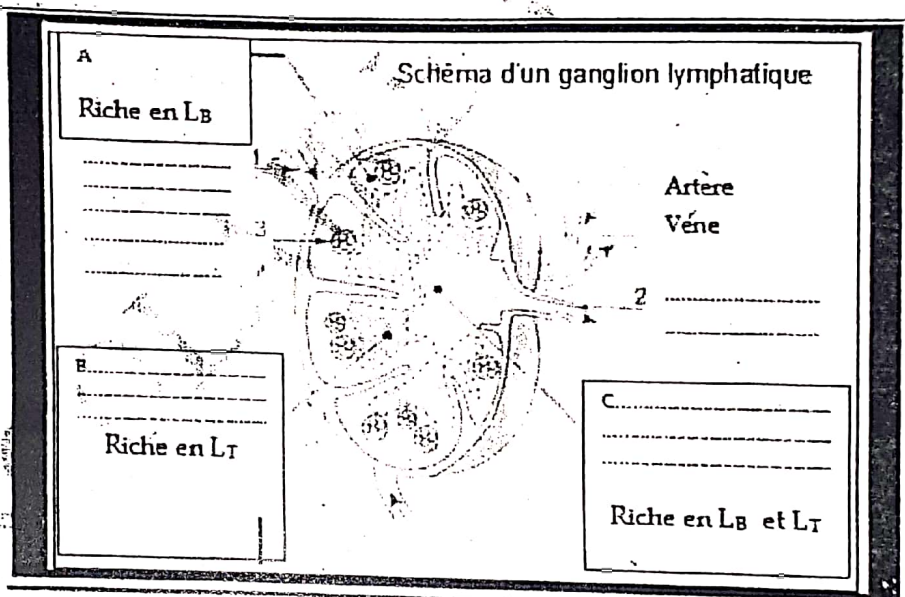 Schéma d'un ganglion lymphatique
A
Riche en LB
1
3
Artère
Véne
2
B
Riche en LT
C
Riche en LB et LT